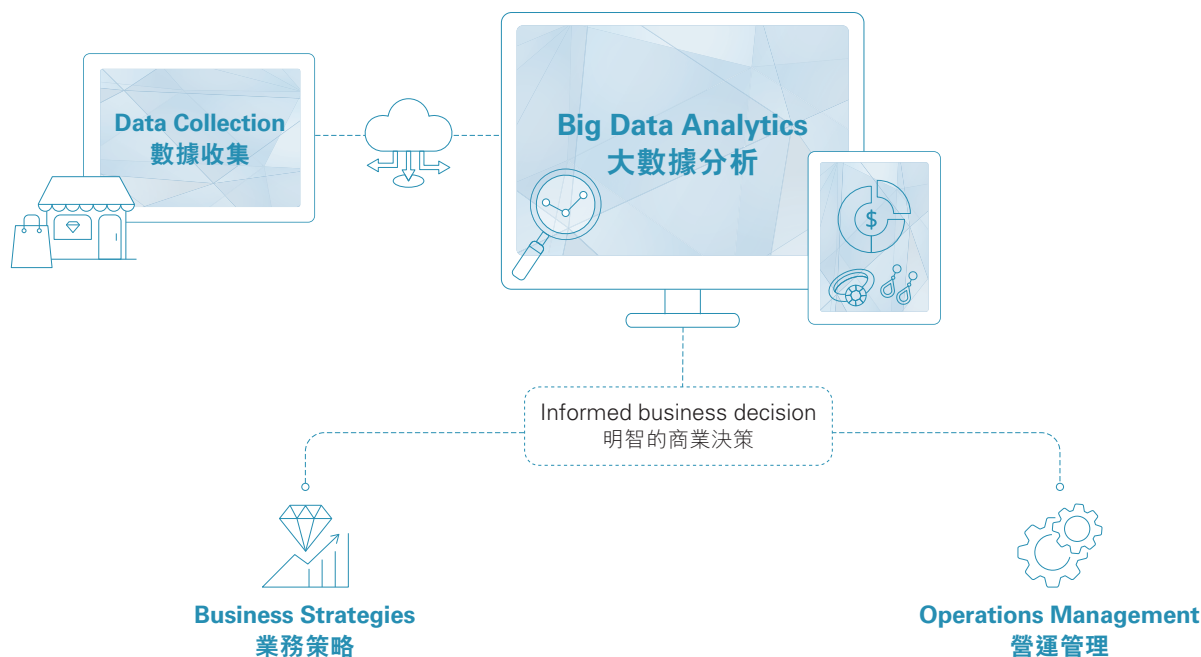 Data Collection
數據收集
Big Data Analytics
大數據分析
$
Informed business decision
明智的商業決策
Business Strategies
業務策略
Operations Management
營運管理